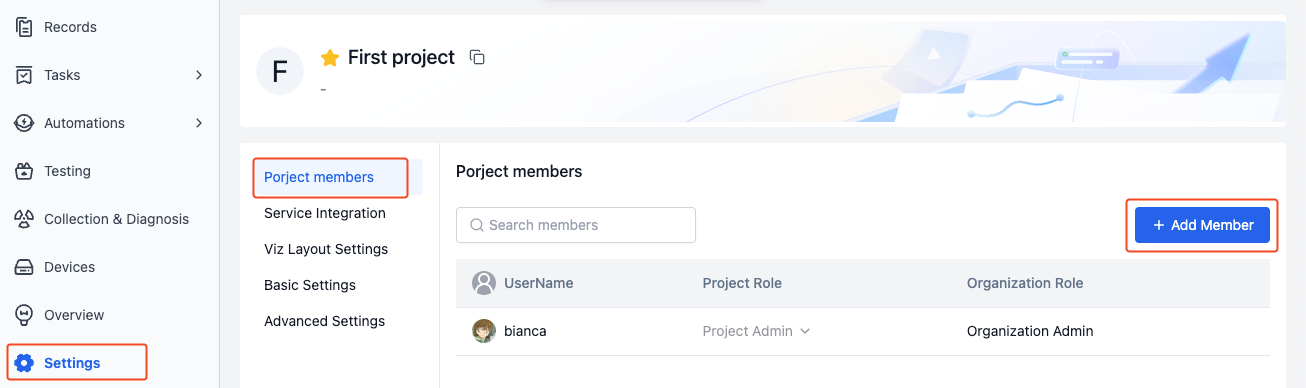 Records
Tasks
Automations
Testing
Collection & Diagnosis
Devices
Overview
Settings
F
First project
-
Porject members
Service Integration
Viz Layout Settings
Basic Settings
Advanced Settings
Porject members
Search members
+ Add Member
UserName Project Role Organization Role
bianca Project Admin Organization Admin